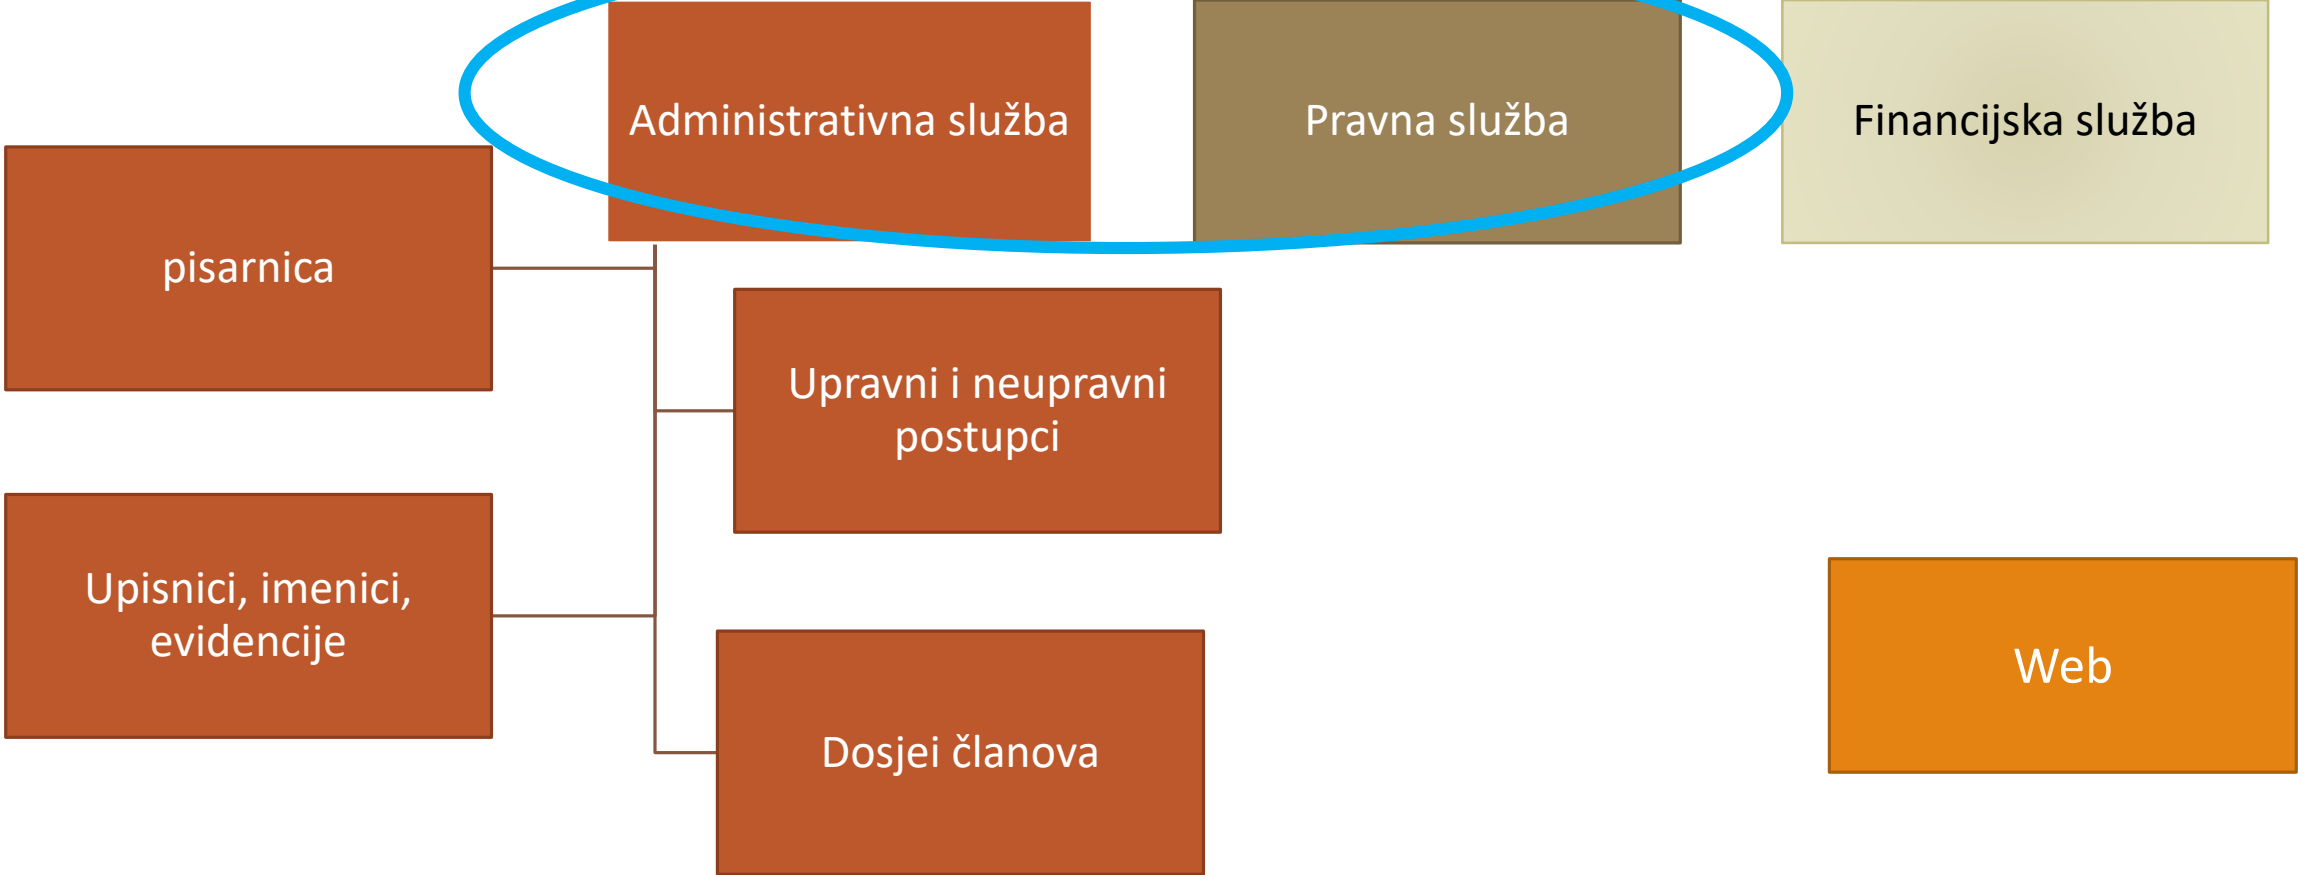 Administrativna služba
Pravna služba
Financijska služba
pisarnica
Upravni i neupravni
postupci
Upisnici, imenici,
evidencije
Web
Dosjei članova